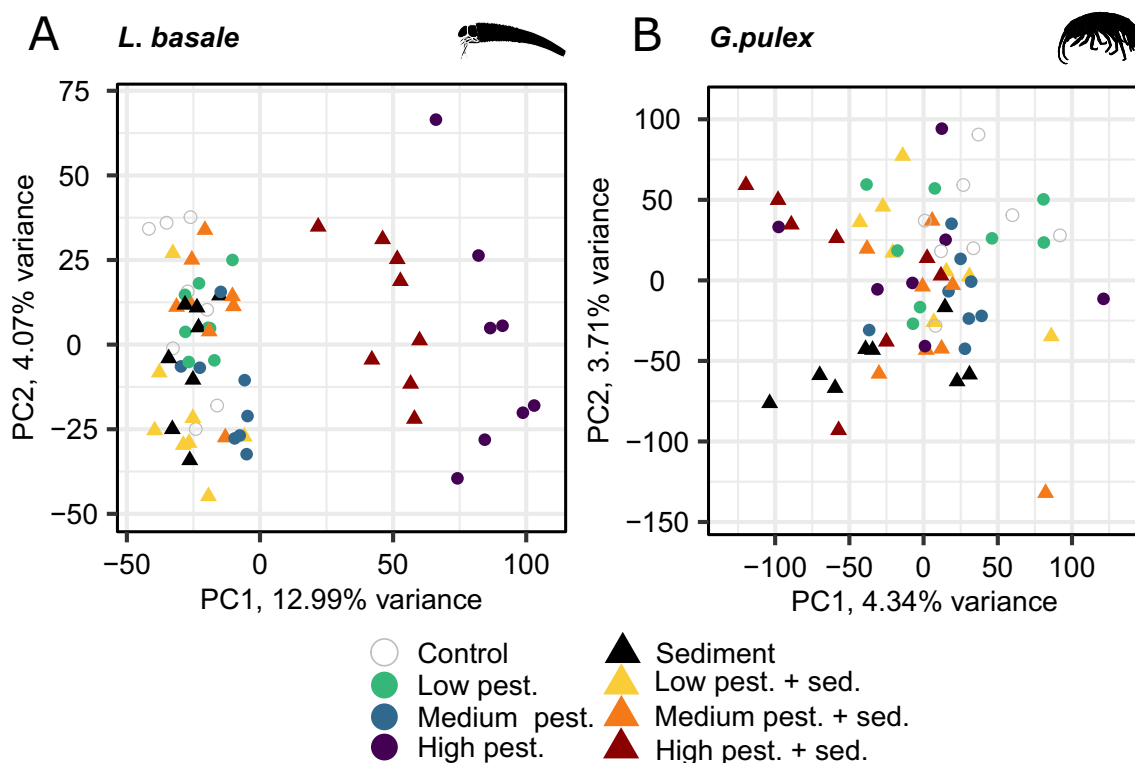 A L. basale
B G.pulex
75
50
25
0
−25
−50
PC2, 4.07% variance
−50 0 50 100
PC1, 12.99% variance
100
50
0
−50
−100
−150
PC2, 3.71% variance
−100 −50 0 50 100
PC1, 4.34% variance
Control
Low pest.
Medium pest.
High pest.
Sediment
Low pest. + sed.
Medium pest. + sed.
High pest. + sed.